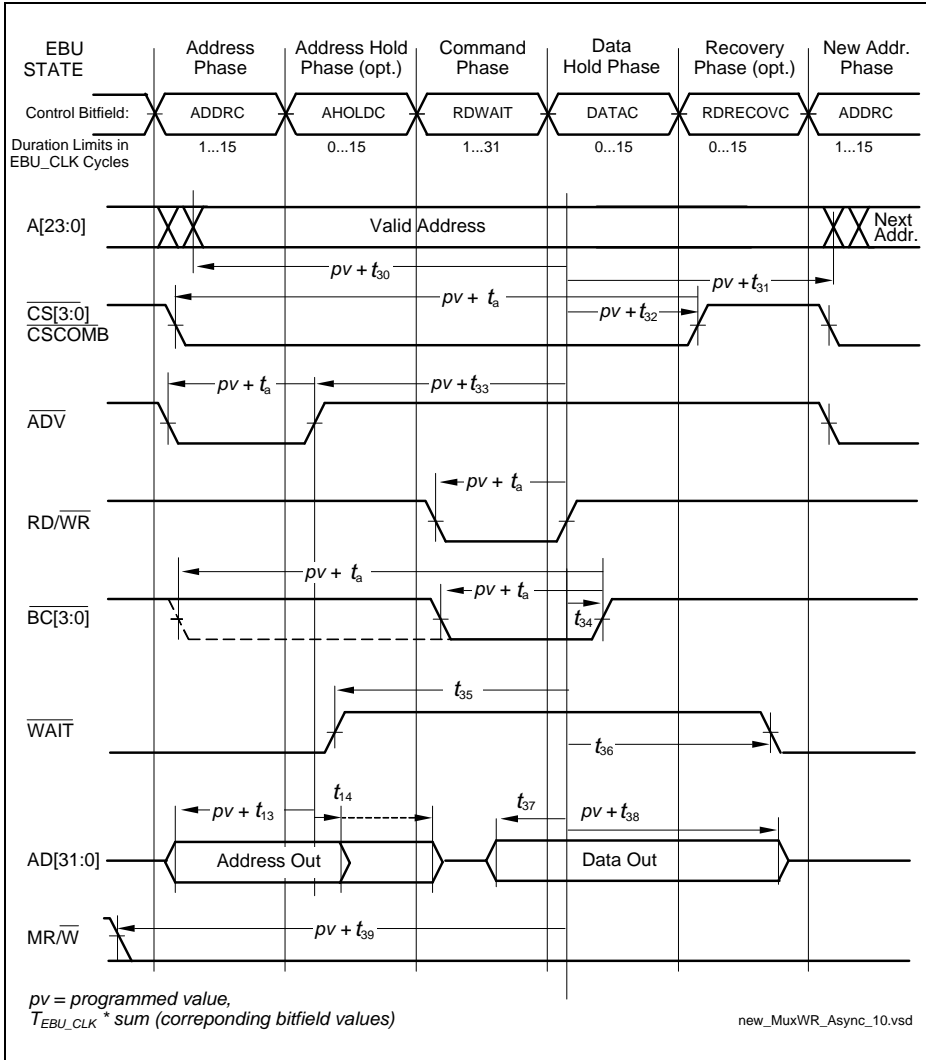 EBU STATE
Address Phase
Address Hold Phase (opt.)
Command Phase
Data Hold Phase
Recovery Phase (opt.)
New Addr. Phase
Control Bitfield: ADDRC AHOLDC RDWAIT DATAC RDRECOVC ADDRC
Duration Limits in EBU_CLK Cycles
1...15 0...15 1...31 0...15 0...15 1...15
A[23:0] Valid Address Next Addr.
pv + t30
pv + t31
CS[3:0]
CSCOMB
pv + ta
pv + t32
ADV
pv + ta
pv + t33
RD/WR
pv + ta
BC[3:0]
pv + ta
pv + ta
t34
WAIT
t35
t36
AD[31:0]
pv + t13
t14
t37
pv + t38
Address Out
Data Out
MR/W
pv + t39
pv = programmed value,
TEBU_CLK * sum (correponding bitfield values)
new_MuxWR_Async_10.vsd